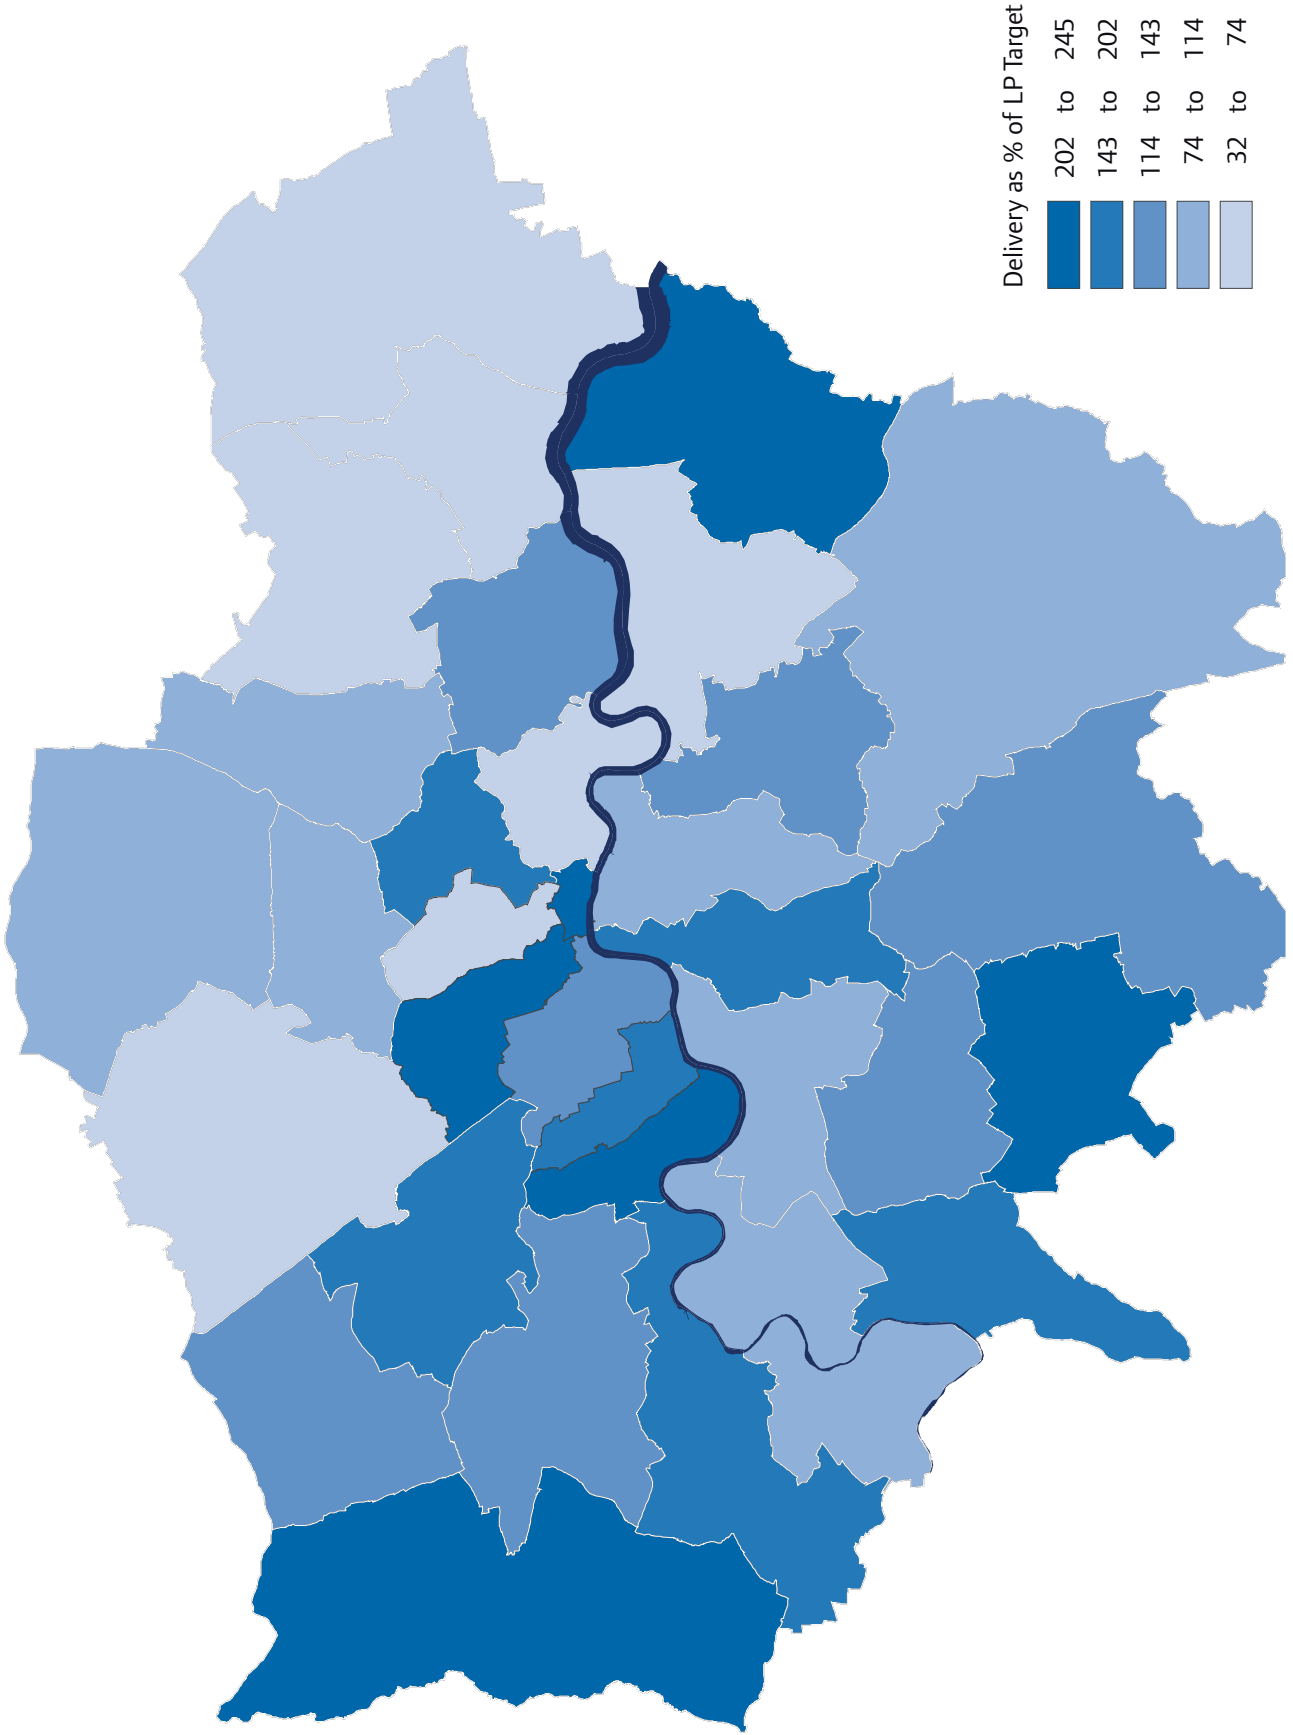 Delivery as % of LP Target
202 to 245
143 to 202
114 to 143
74 to 114
32 to 74